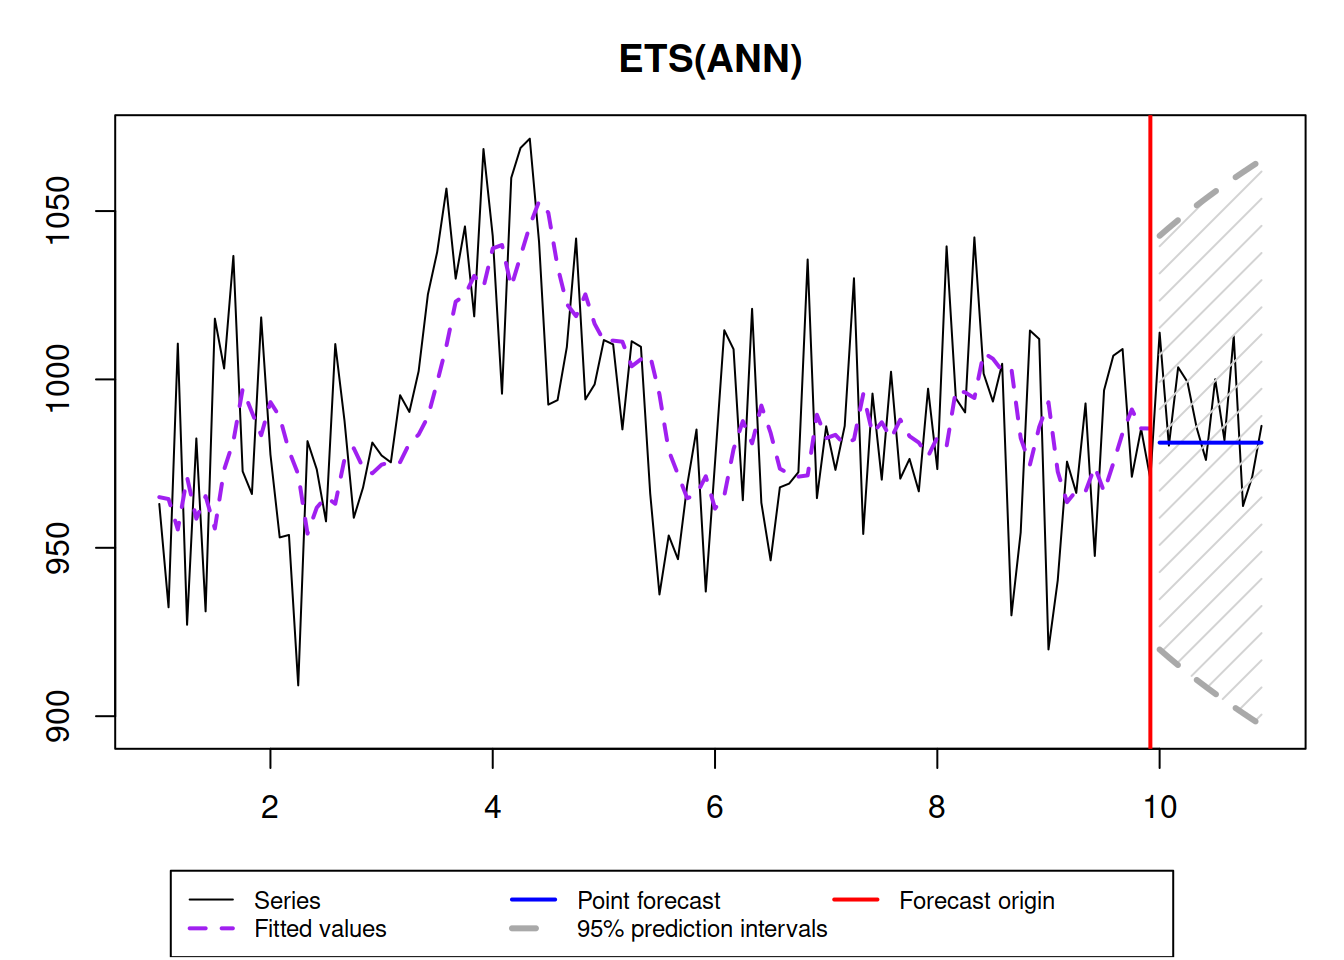 ETS(ANN)
1050
1000
950
900
2 4 6 8 10
Series Point forecast Forecast origin
Fitted values 95% prediction intervals